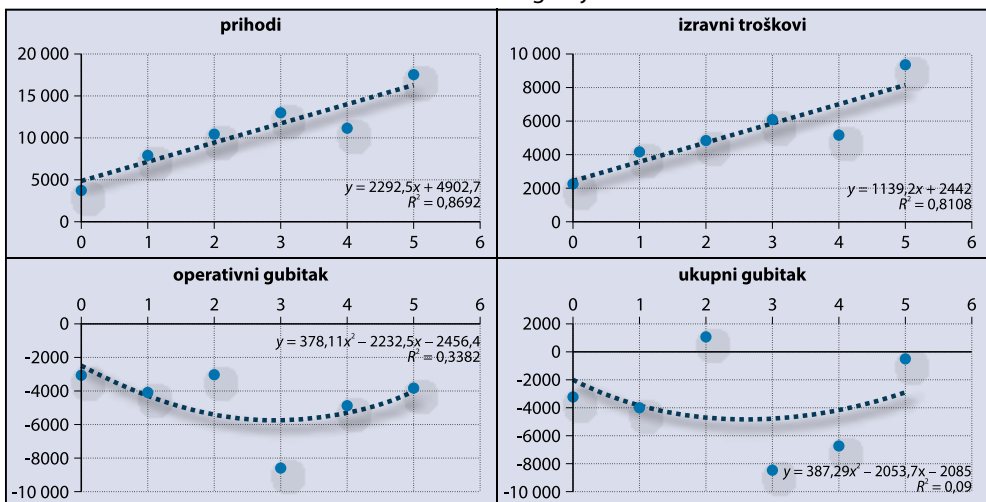 prihodi
20 000
15 000
10 000
5000
0
0 1 2 3 4 5 6
y = 2292,5x + 4902,7
R² = 0,8692
izravni troškovi
10 000
8000
6000
4000
2000
0
0 1 2 3 4 5 6
y = 1139,2x + 2442
R² = 0,8108
operativni gubitak
0 1 2 3 4 5 6
0
-2000
-4000
-6000
-8000
-10 000
y = 378,11x² – 2232,5x – 2456,4
R² = 0,3382
ukupni gubitak
0 1 2 3 4 5 6
2000
0
-2000
-4000
-6000
-8000
-10 000
y = 387,29x² – 2053,7x – 2085
R² = 0,09